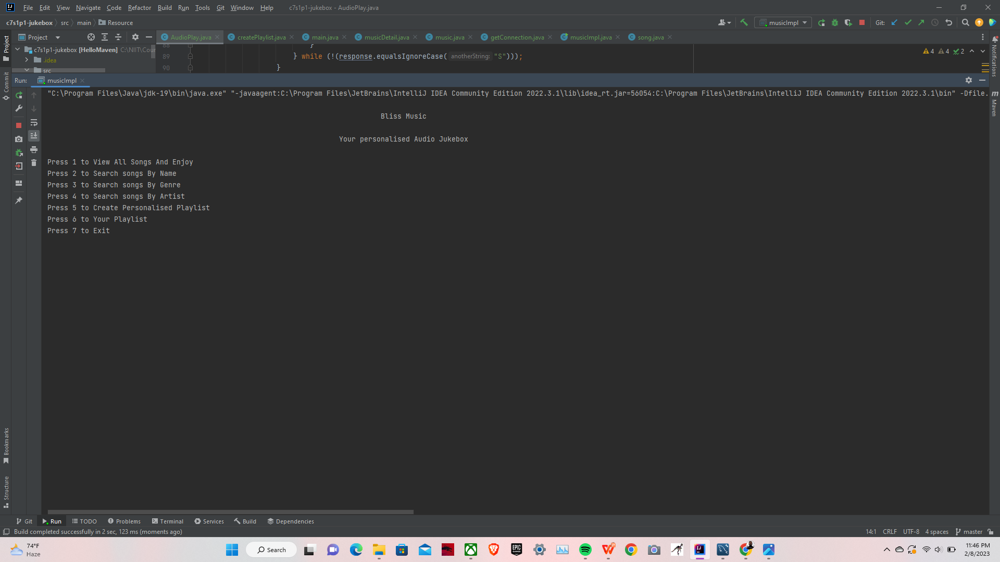 File Edit View Navigate Code Refactor Build Run Tools Git Window Help c7s1p1-jukebox - AudioPlay.java
c7s1p1-jukebox src main Resource musicImpl Git:
Project AudioPlay.java createPlaylist.java main.java musicDetail.java music.java getConnection.java musicImpl.java song.java
c7s1p1-jukebox [HelloMaven] C:\NIIT\Cour
.idea
src
88 }
89 } while (!(response.equalsIgnoreCase( anotherString: "S")));
90 }
4 4 2
Project
Commit
Bookmarks
Structure
Notifications
Maven
Run: musicImpl
"C:\Program Files\Java\jdk-19\bin\java.exe" "-javaagent:C:\Program Files\JetBrains\IntelliJ IDEA Community Edition 2022.3.1\lib\idea_rt.jar=56054:C:\Program Files\JetBrains\IntelliJ IDEA Community Edition 2022.3.1\bin" -Dfile.
Bliss Music
Your personalised Audio Jukebox
Press 1 to View All Songs And Enjoy
Press 2 to Search songs By Name
Press 3 to Search songs By Genre
Press 4 to Search songs By Artist
Press 5 to Create Personalised Playlist
Press 6 to Your Playlist
Press 7 to Exit
Git Run TODO Problems Terminal Services Build Dependencies
Build completed successfully in 2 sec, 123 ms (moments ago) 14:1 CRLF UTF-8 4 spaces master
74°F
Haze
Search
EPIC GAMES
11:46 PM
2/8/2023